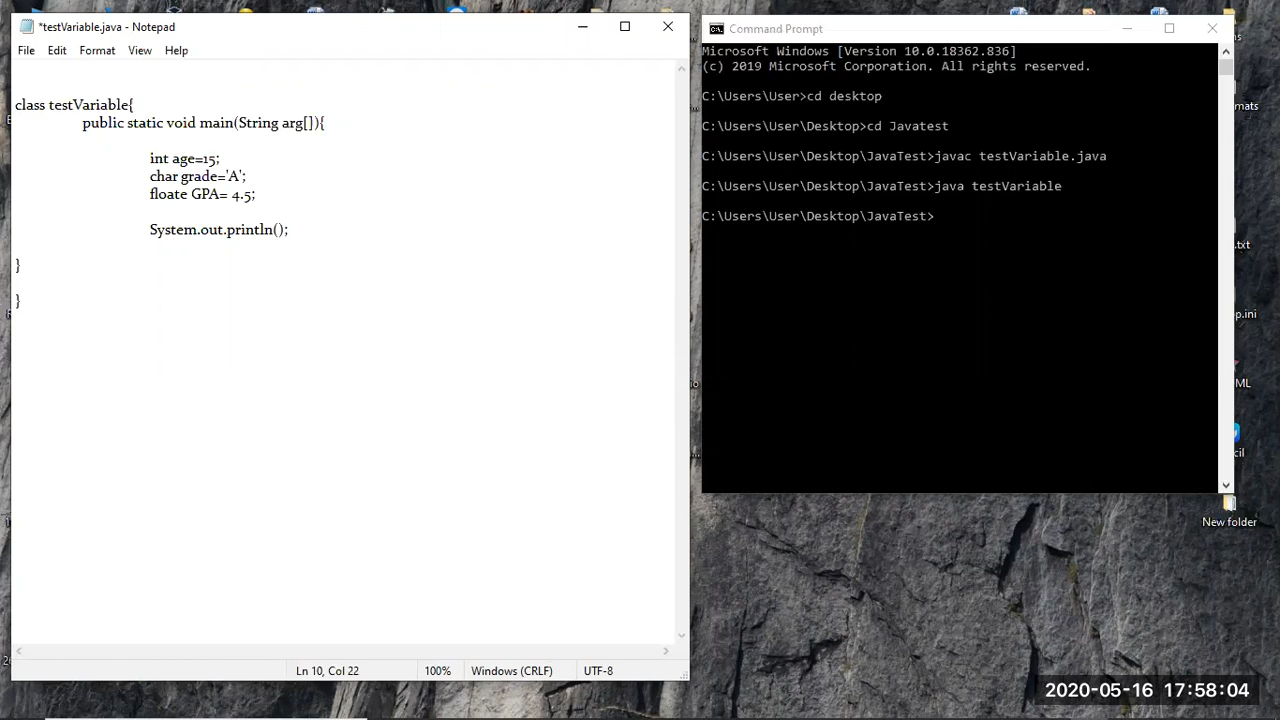 *testVariable.java - Notepad
File Edit Format View Help
class testVariable{
public static void main(String arg[]){
int age=15;
char grade='A';
floate GPA= 4.5;
System.out.println();
}
}
Ln 10, Col 22 100% Windows (CRLF) UTF-8
Command Prompt
Microsoft Windows [Version 10.0.18362.836]
(c) 2019 Microsoft Corporation. All rights reserved.
C:\Users\User>cd desktop
C:\Users\User\Desktop>cd Javatest
C:\Users\User\Desktop\JavaTest>javac testVariable.java
C:\Users\User\Desktop\JavaTest>java testVariable
C:\Users\User\Desktop\JavaTest>
New folder
2020-05-16 17:58:04